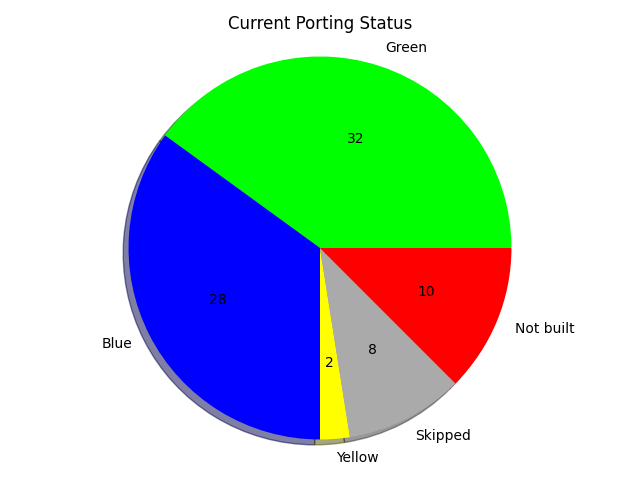 Current Porting Status
Green
32
28
10
Not built
Blue
8
2
Skipped
Yellow